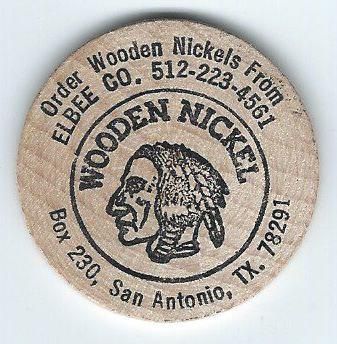 Order Wooden Nickels From
ELBEE CO. 512-223-4561
WOODEN NICKEL
Box 230, San Antonio, TX. 78291